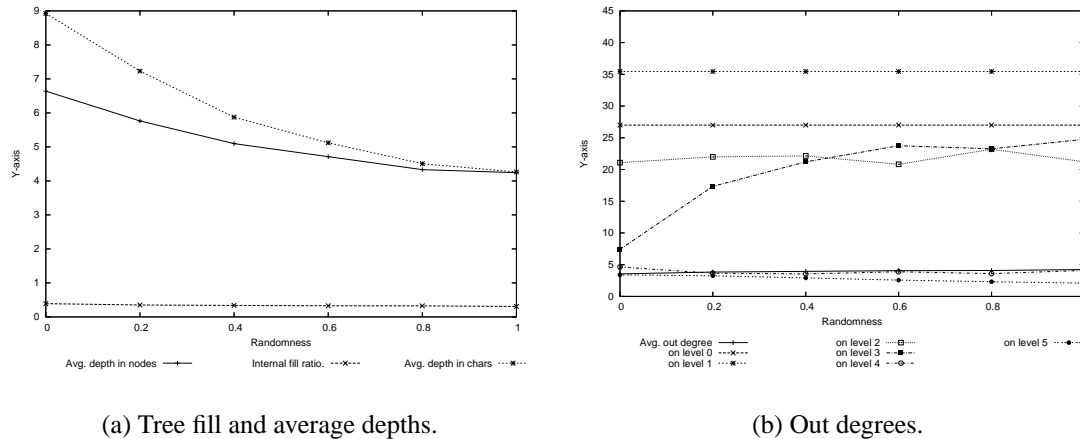 9
8
7
6
5
4
3
2
1
0
Y-axis
0 0.2 0.4 0.6 0.8 1
Randomness
Avg. depth in nodes Internal fill ratio. Avg. depth in chars
(a) Tree fill and average depths.
45
40
35
30
25
20
15
10
5
0
Y-axis
0 0.2 0.4 0.6 0.8
Randomness
Avg. out degree on level 2 on level 5
on level 0 on level 3
on level 1 on level 4
(b) Out degrees.